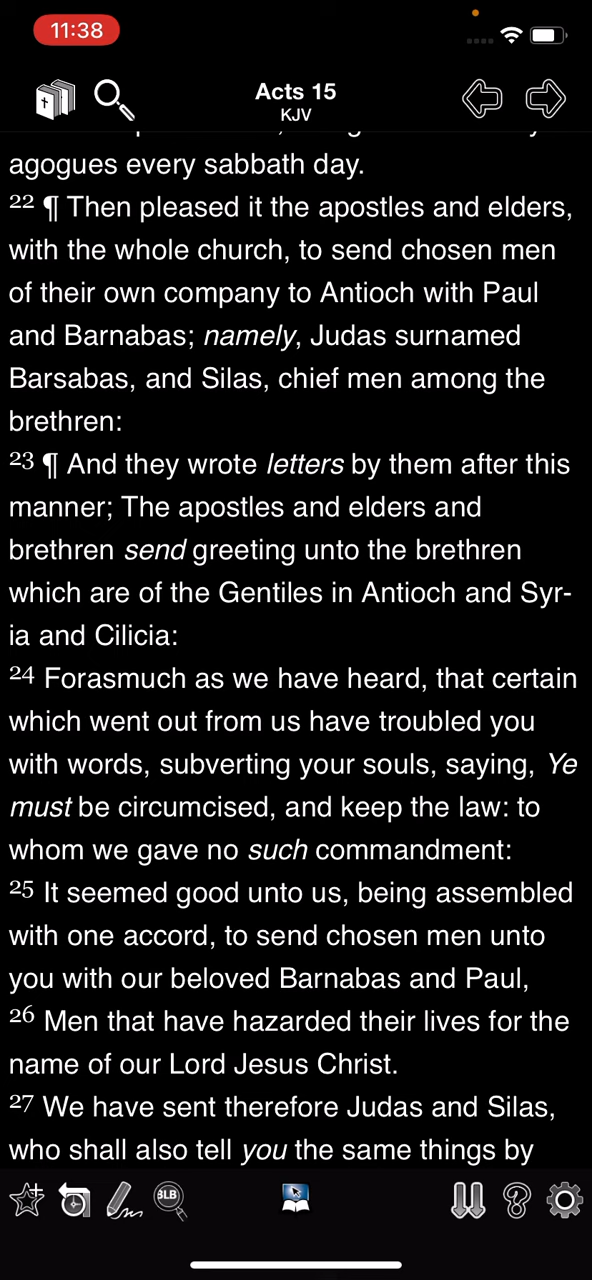 11:38
Acts 15
KJV
agogues every sabbath day.
22 ¶ Then pleased it the apostles and elders,
with the whole church, to send chosen men
of their own company to Antioch with Paul
and Barnabas; namely, Judas surnamed
Barsabas, and Silas, chief men among the
brethren:
23 ¶ And they wrote letters by them after this
manner; The apostles and elders and
brethren send greeting unto the brethren
which are of the Gentiles in Antioch and Syr-
ia and Cilicia:
24 Forasmuch as we have heard, that certain
which went out from us have troubled you
with words, subverting your souls, saying, Ye
must be circumcised, and keep the law: to
whom we gave no such commandment:
25 It seemed good unto us, being assembled
with one accord, to send chosen men unto
you with our beloved Barnabas and Paul,
26 Men that have hazarded their lives for the
name of our Lord Jesus Christ.
27 We have sent therefore Judas and Silas,
who shall also tell you the same things by
BLB